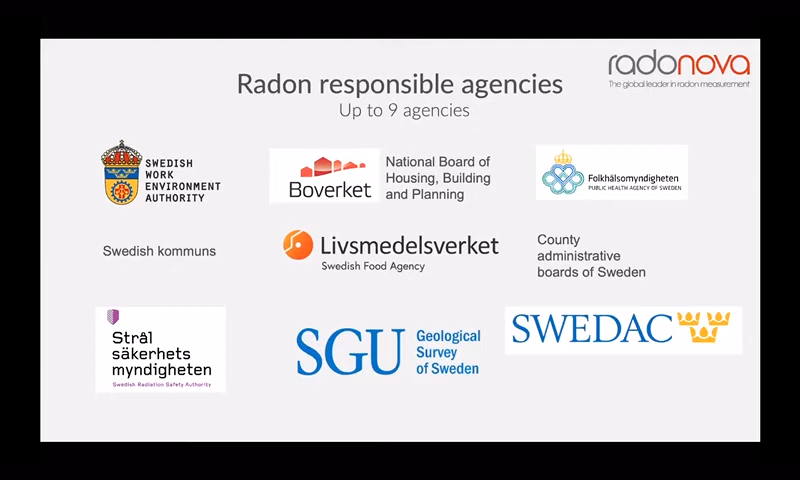 radonova
The global leader in radon measurement
Radon responsible agencies
Up to 9 agencies
SWEDISH
WORK
ENVIRONMENT
AUTHORITY
Boverket
National Board of
Housing, Building
and Planning
Folkhälsomyndigheten
PUBLIC HEALTH AGENCY OF SWEDEN
Swedish kommuns
Livsmedelsverket
Swedish Food Agency
County
administrative
boards of Sweden
Strål
säkerhets
myndigheten
Swedish Radiation Safety Authority
SGU
Geological
Survey
of Sweden
SWEDAC